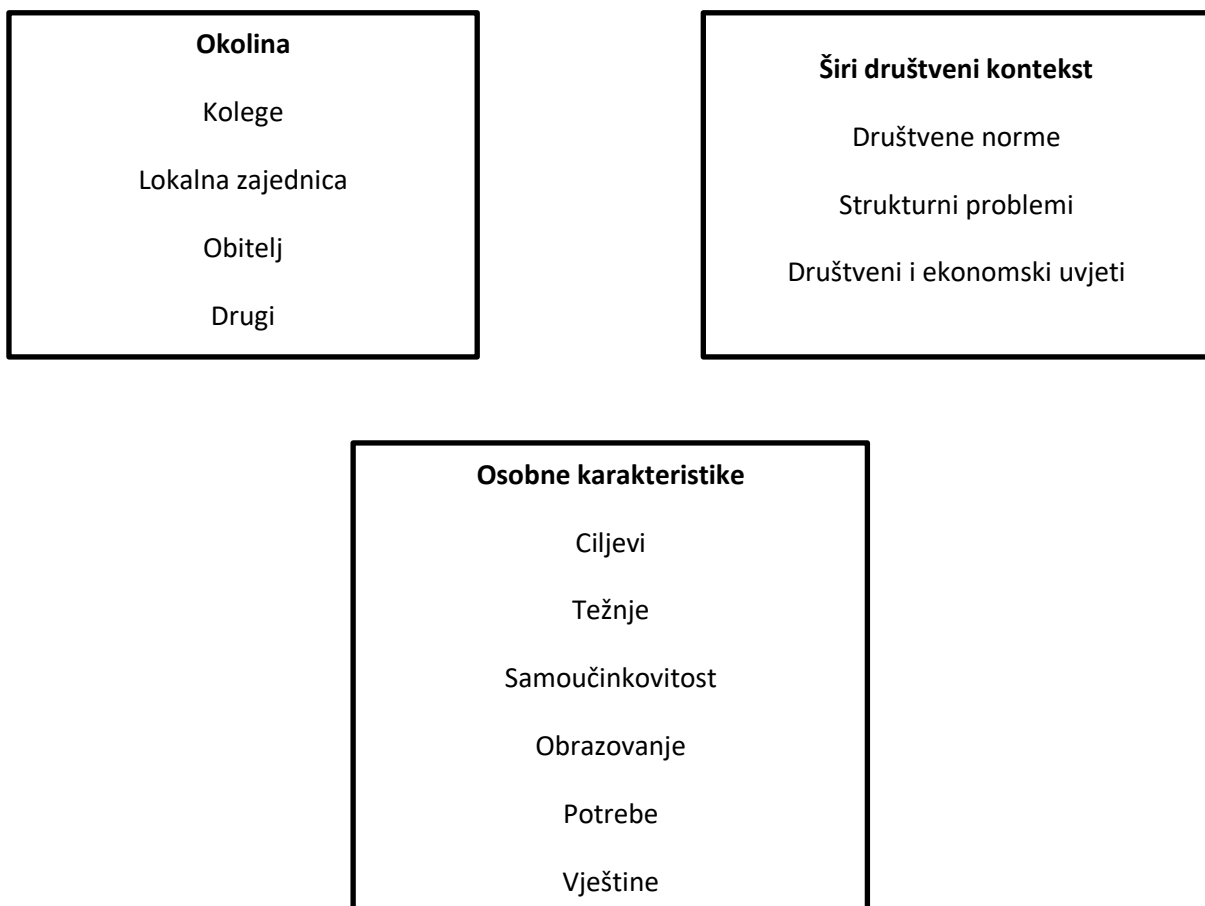 Okolina
Kolege
Lokalna zajednica
Obitelj
Drugi
Širi društveni kontekst
Društvene norme
Strukturni problemi
Društveni i ekonomski uvjeti
Osobne karakteristike
Ciljevi
Težnje
Samoučinkovitost
Obrazovanje
Potrebe
Vještine